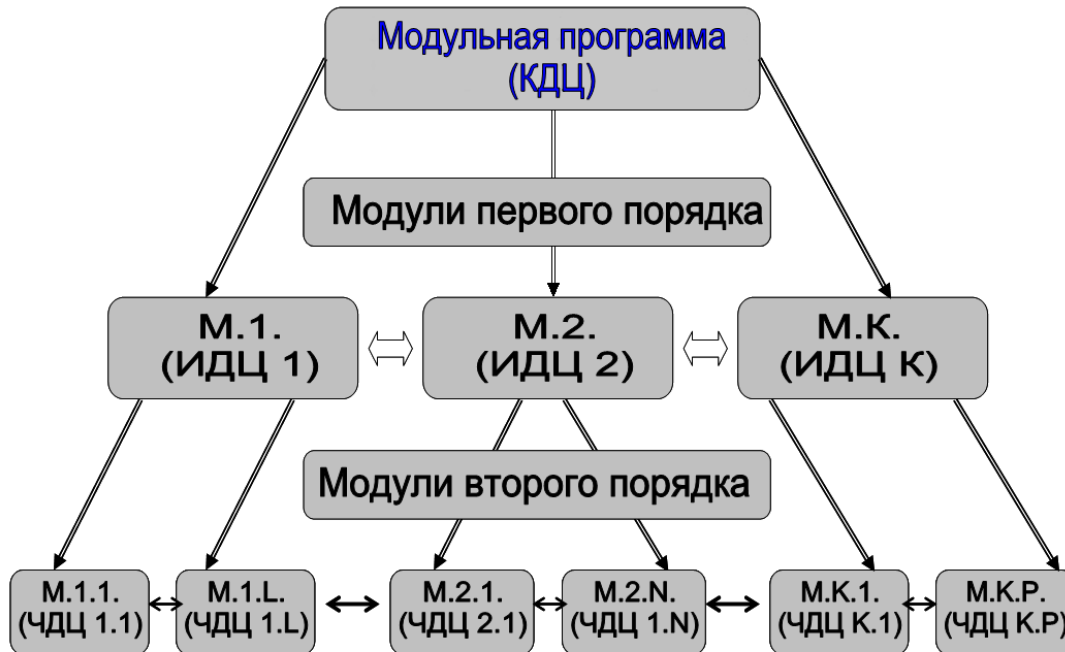 Модульная программа
(КДЦ)
Модули первого порядка
М.1.
(ИДЦ 1)
М.2.
(ИДЦ 2)
М.К.
(ИДЦ К)
Модули второго порядка
М.1.1.
(ЧДЦ 1.1)
М.1.L.
(ЧДЦ 1.L)
М.2.1.
(ЧДЦ 2.1)
М.2.N.
(ЧДЦ 1.N)
М.К.1.
(ЧДЦ К.1)
М.К.Р.
(ЧДЦ К.Р)